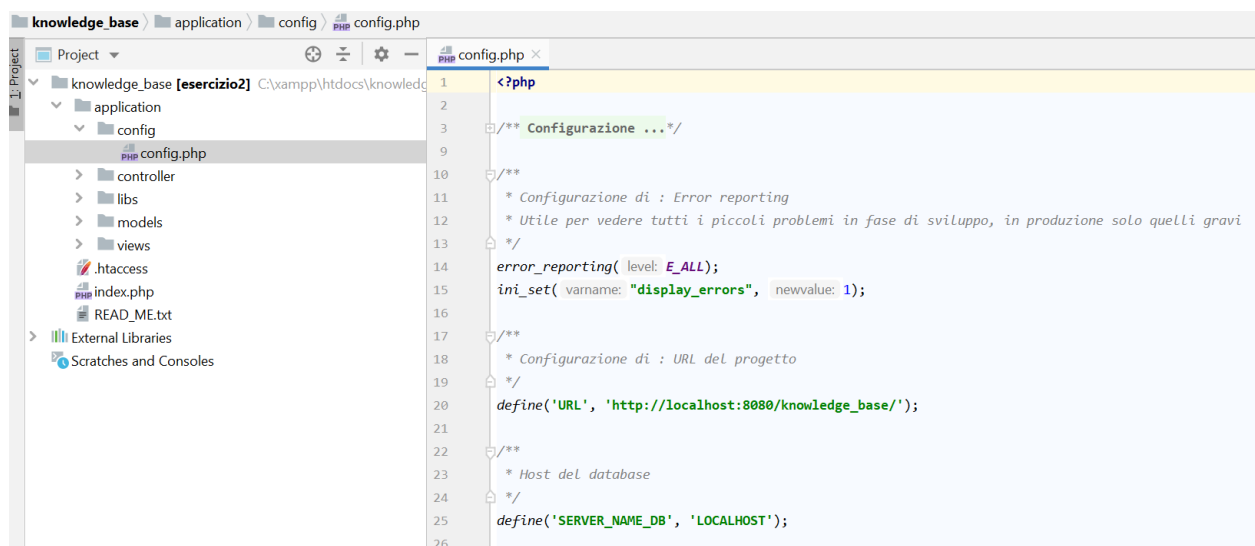 knowledge_base application config config.php
1: Project
Project
knowledge_base [esercizio2] C:\xampp\htdocs\knowledg
application
config
config.php
controller
libs
models
views
.htaccess
index.php
READ_ME.txt
External Libraries
Scratches and Consoles
config.php
1 <?php
2
3 /** Configurazione ...*/
9
10 /**
11 * Configurazione di : Error reporting
12 * Utile per vedere tutti i piccoli problemi in fase di sviluppo, in produzione solo quelli gravi
13 */
14 error_reporting( level: E_ALL);
15 ini_set( varname: "display_errors", newvalue: 1);
16
17 /**
18 * Configurazione di : URL del progetto
19 */
20 define('URL', 'http://localhost:8080/knowledge_base/');
21
22 /**
23 * Host del database
24 */
25 define('SERVER_NAME_DB', 'LOCALHOST');
26